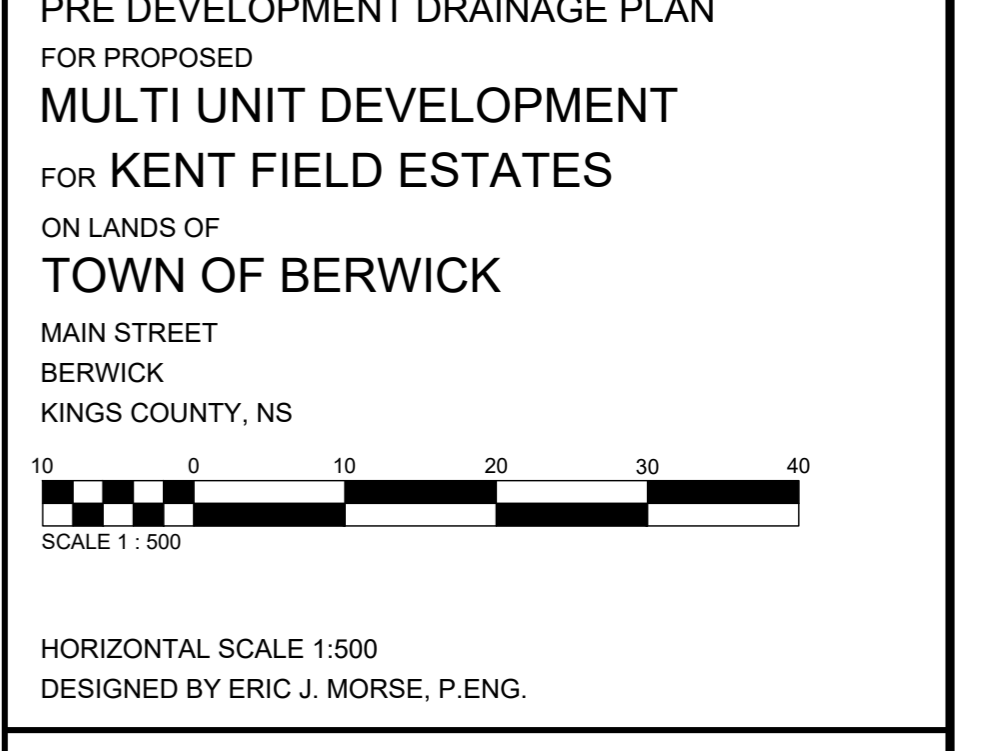 PRE DEVELOPMENT DRAINAGE PLAN
FOR PROPOSED
MULTI UNIT DEVELOPMENT
FOR KENT FIELD ESTATES
ON LANDS OF
TOWN OF BERWICK
MAIN STREET
BERWICK
KINGS COUNTY, NS
10 0 10 20 30 40
SCALE 1 : 500
HORIZONTAL SCALE 1:500
DESIGNED BY ERIC J. MORSE, P.ENG.